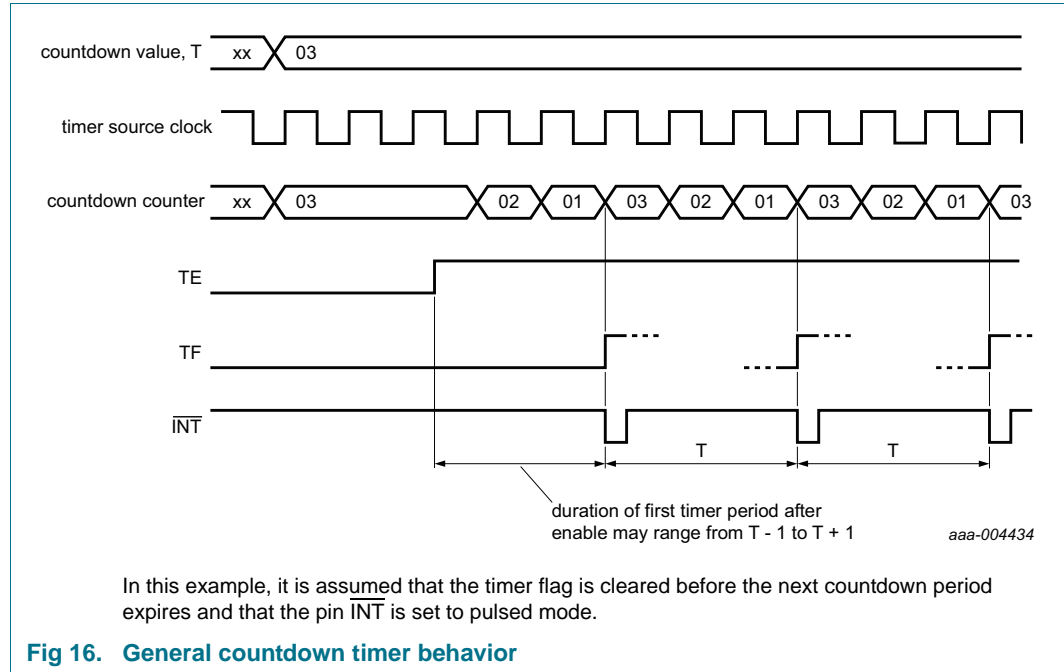 countdown value, T xx 03
timer source clock
countdown counter xx 03 02 01 03 02 01 03 02 01 03
TE
TF
INT
T T
duration of first timer period after
enable may range from T - 1 to T + 1
aaa-004434
In this example, it is assumed that the timer flag is cleared before the next countdown period
expires and that the pin INT is set to pulsed mode.
Fig 16. General countdown timer behavior